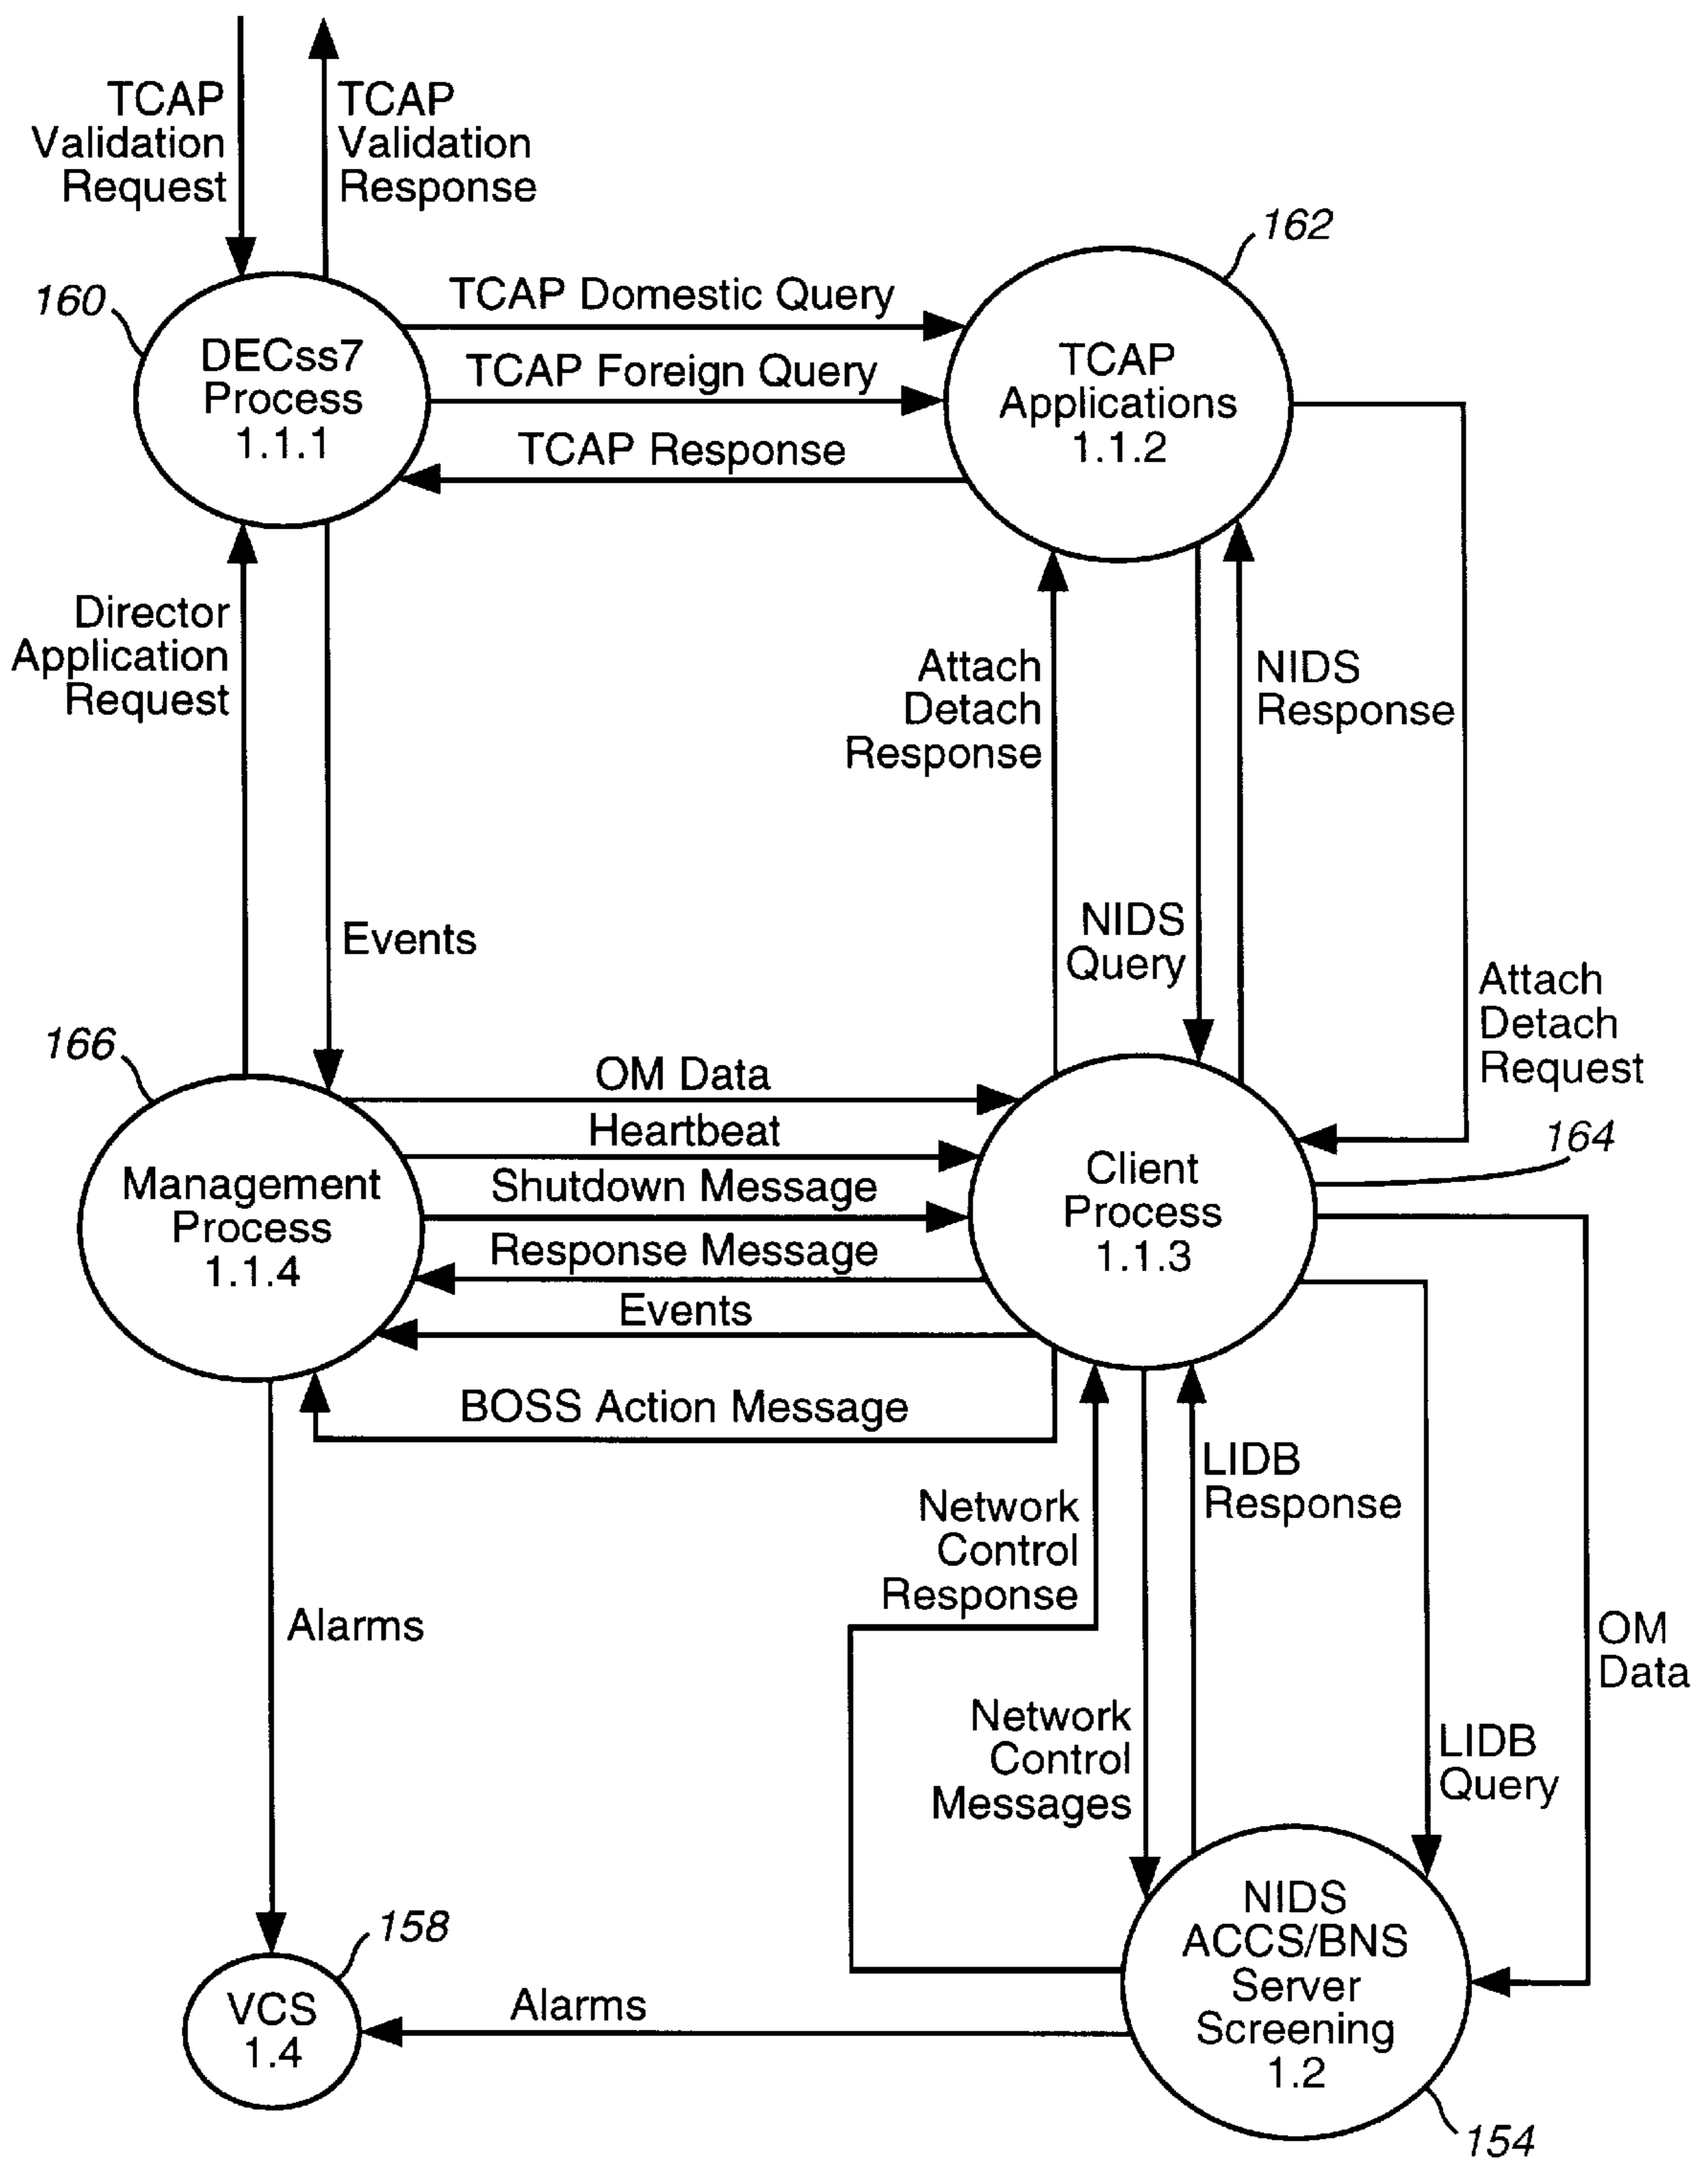 TCAP
Validation
Request
TCAP
Validation
Response
160
DECss7
Process
1.1.1
TCAP Domestic Query
TCAP Foreign Query
TCAP Response
162
TCAP
Applications
1.1.2
Director
Application
Request
Events
Attach
Detach
Response
NIDS
Query
NIDS
Response
Attach
Detach
Request
166
Management
Process
1.1.4
OM Data
Heartbeat
Shutdown Message
Response Message
Events
BOSS Action Message
Client
Process
1.1.3
164
Alarms
Network
Control
Response
Network
Control
Messages
LIDB
Response
LIDB
Query
OM
Data
158
VCS
1.4
Alarms
NIDS
ACCS/BNS
Server
Screening
1.2
154